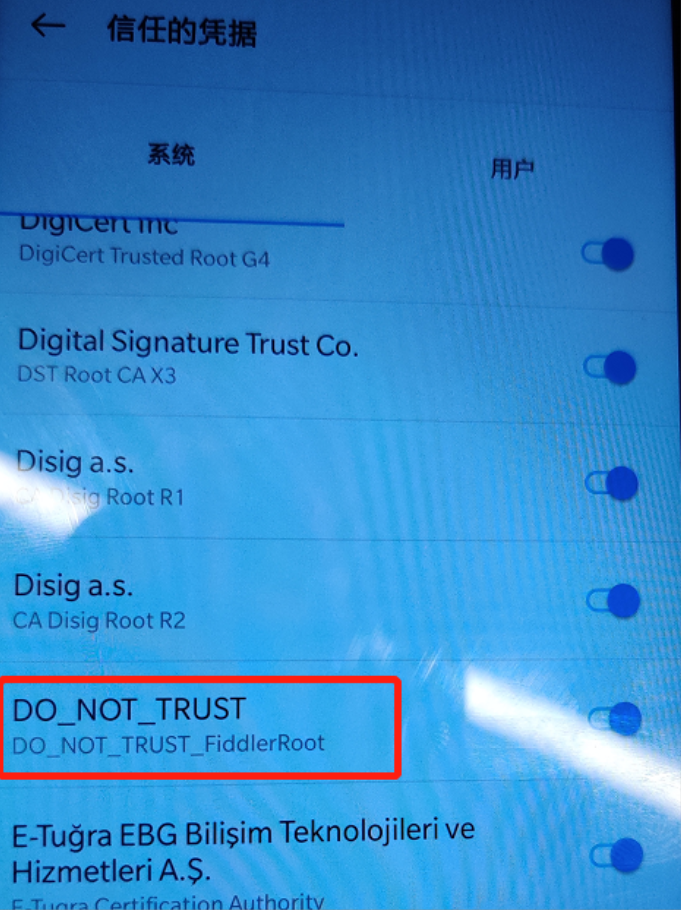 信任的凭据
系统
用户
DigiCert Inc
DigiCert Trusted Root G4
Digital Signature Trust Co.
DST Root CA X3
Disig a.s.
CA Disig Root R1
Disig a.s.
CA Disig Root R2
DO_NOT_TRUST
DO_NOT_TRUST_FiddlerRoot
E-Tuğra EBG Bilişim Teknolojileri ve
Hizmetleri A.Ş.
E-Tugra Certification Authority